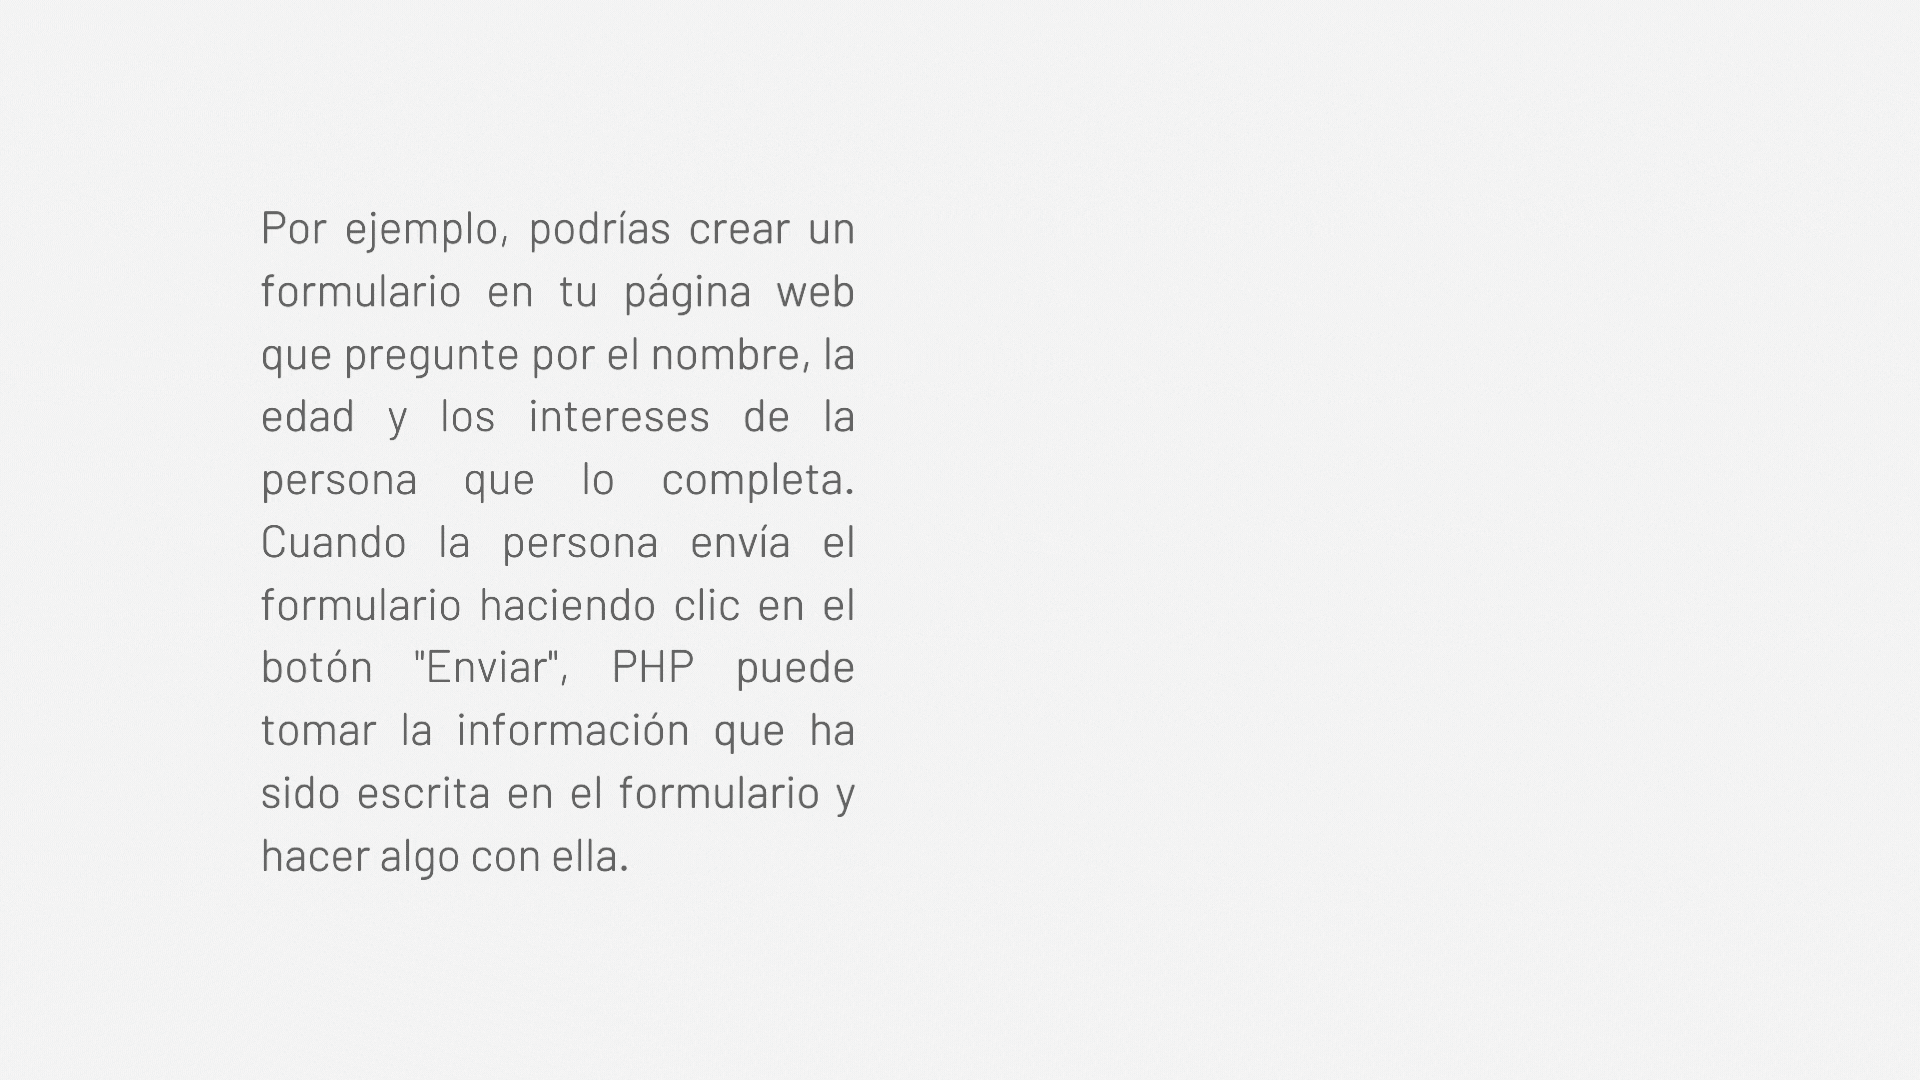 Por ejemplo, podrías crear un
formulario en tu página web
que pregunte por el nombre, la
edad y los intereses de la
persona que lo completa.
Cuando la persona envía el
formulario haciendo clic en el
botón "Enviar", PHP puede
tomar la información que ha
sido escrita en el formulario y
hacer algo con ella.